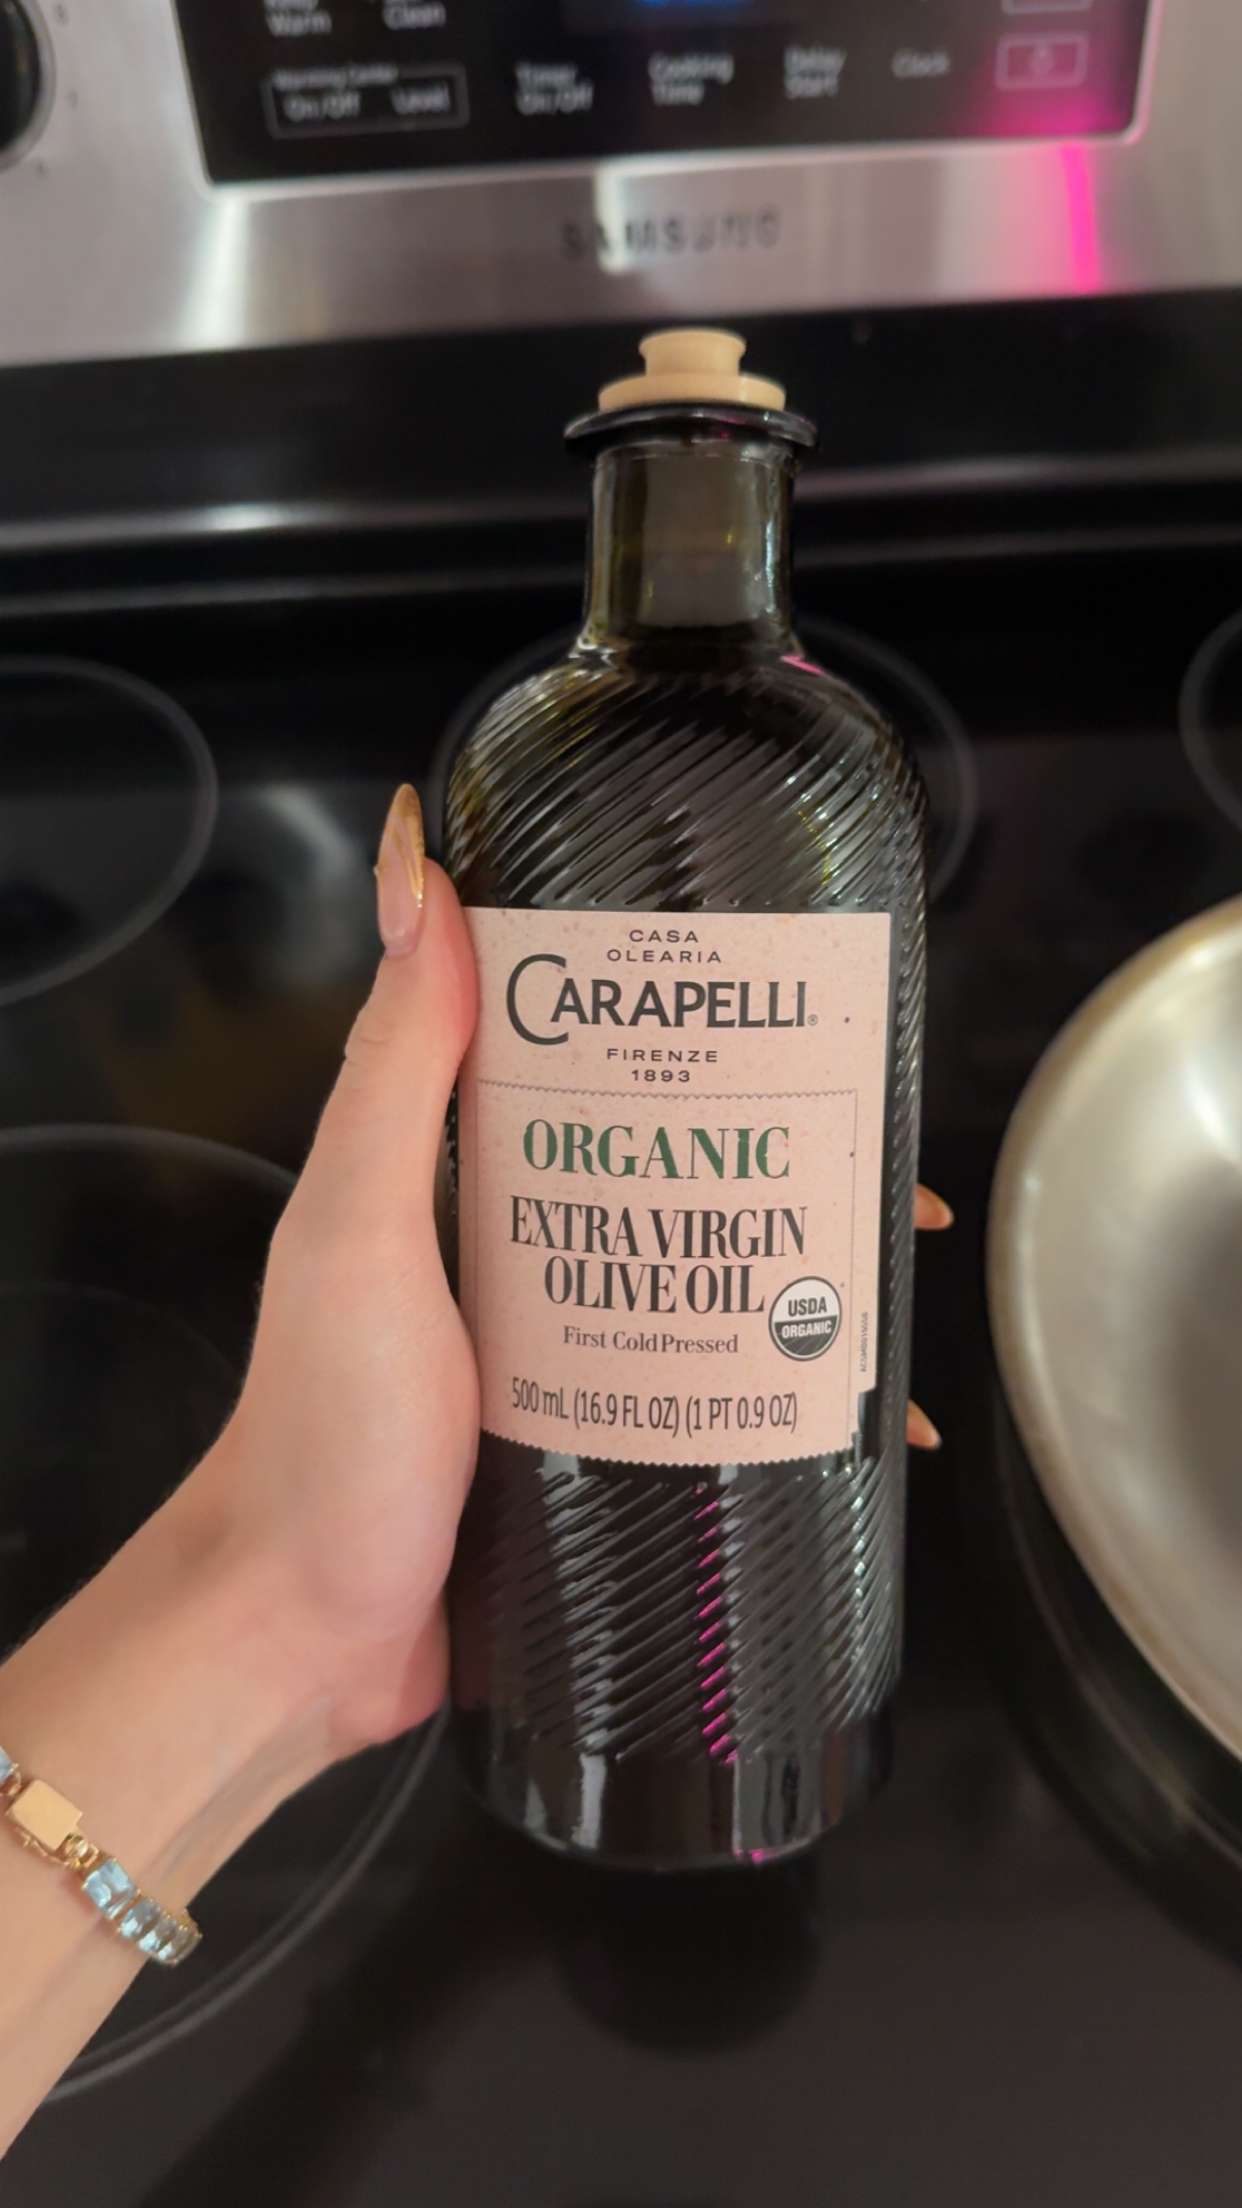 Warm
Clean
Warming Center
On/Off Level
Timer
On/Off
Cooking
Time
Delay
Start
Clock
SAMSUNG
CASA
OLEARIA
CARAPELLI®
FIRENZE
1893
ORGANIC
EXTRA VIRGIN
OLIVE OIL
USDA
ORGANIC
First Cold Pressed
500 mL (16.9 FL OZ) (1 PT 0.9 OZ)